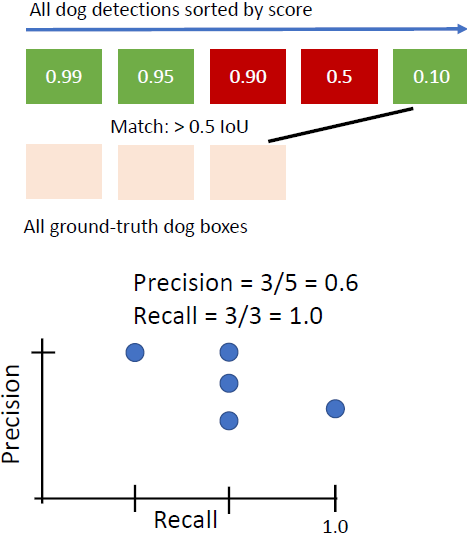 All dog detections sorted by score
0.99 0.95 0.90 0.5 0.10
Match: > 0.5 IoU
All ground-truth dog boxes
Precision = 3/5 = 0.6
Recall = 3/3 = 1.0
Precision
Recall
1.0